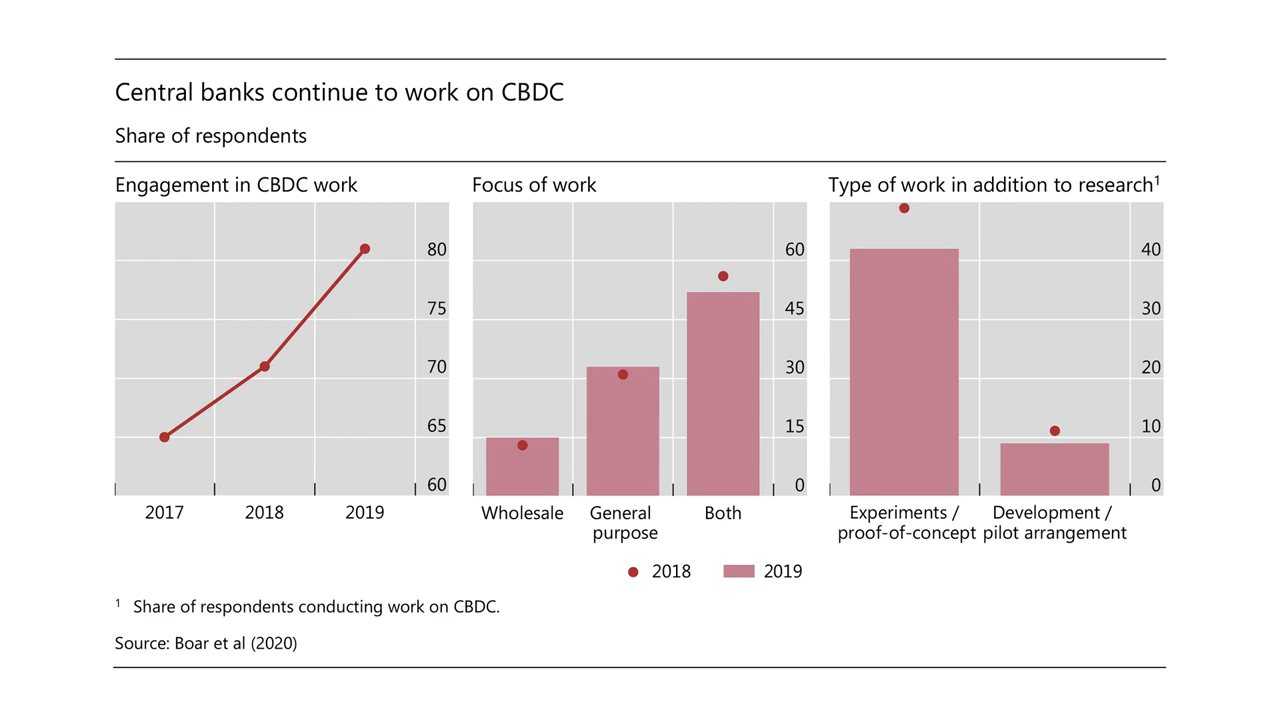 Central banks continue to work on CBDC
Share of respondents
Engagement in CBDC work
80
75
70
65
60
2017 2018 2019
Focus of work
60
45
30
15
0
Wholesale General purpose Both
Type of work in addition to research¹
40
30
20
10
0
Experiments / proof-of-concept Development / pilot arrangement
2018 2019
¹ Share of respondents conducting work on CBDC.
Source: Boar et al (2020)